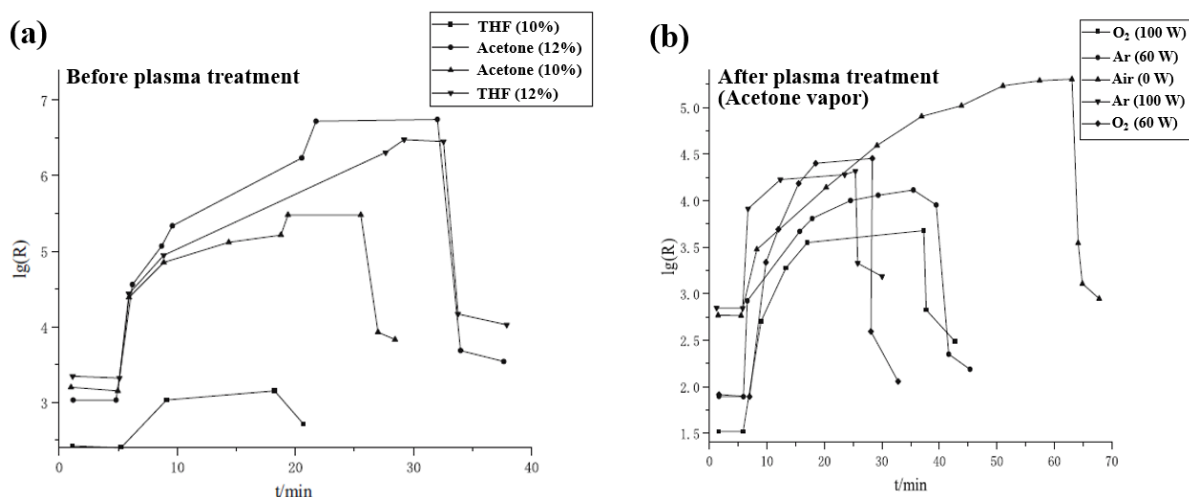 (a)
Before plasma treatment
THF (10%)
Acetone (12%)
Acetone (10%)
THF (12%)
7
6
5
4
3
lg(R)
0
10
20
30
40
t/min
(b)
After plasma treatment
(Acetone vapor)
O₂ (100 W)
Ar (60 W)
Air (0 W)
Ar (100 W)
O₂ (60 W)
5.0
4.5
4.0
3.5
3.0
2.5
2.0
1.5
lg(R)
0
10
20
30
40
50
60
70
t/min